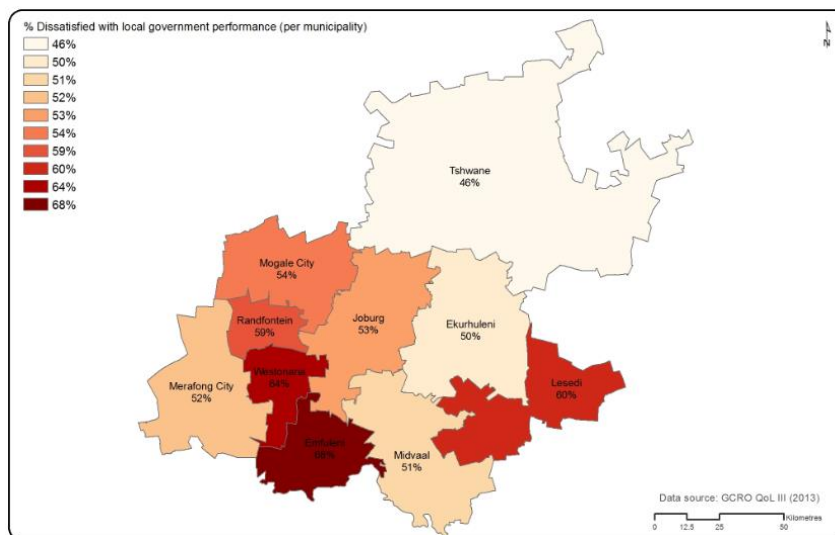 % Dissatisfied with local government performance (per municipality)
46%
50%
51%
52%
53%
54%
59%
60%
64%
68%
N
Tshwane
46%
Mogale City
54%
Randfontein
59%
Joburg
53%
Ekurhuleni
50%
Merafong City
52%
Westonaria
64%
Lesedi
60%
Emfuleni
68%
Midvaal
51%
Data source: GCRO QoL III (2013)
Kilometres
0 12.5 25 50